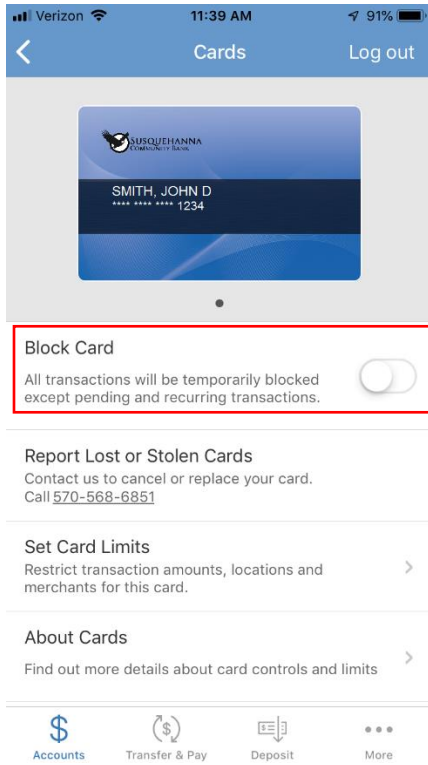 Verizon 11:39 AM 91%
Cards Log out
SUSQUEHANNA
COMMUNITY BANK
SMITH, JOHN D
**** **** **** 1234
Block Card
All transactions will be temporarily blocked
except pending and recurring transactions.
Report Lost or Stolen Cards
Contact us to cancel or replace your card.
Call 570-568-6851
Set Card Limits
Restrict transaction amounts, locations and
merchants for this card.
About Cards
Find out more details about card controls and limits
Accounts Transfer & Pay Deposit More